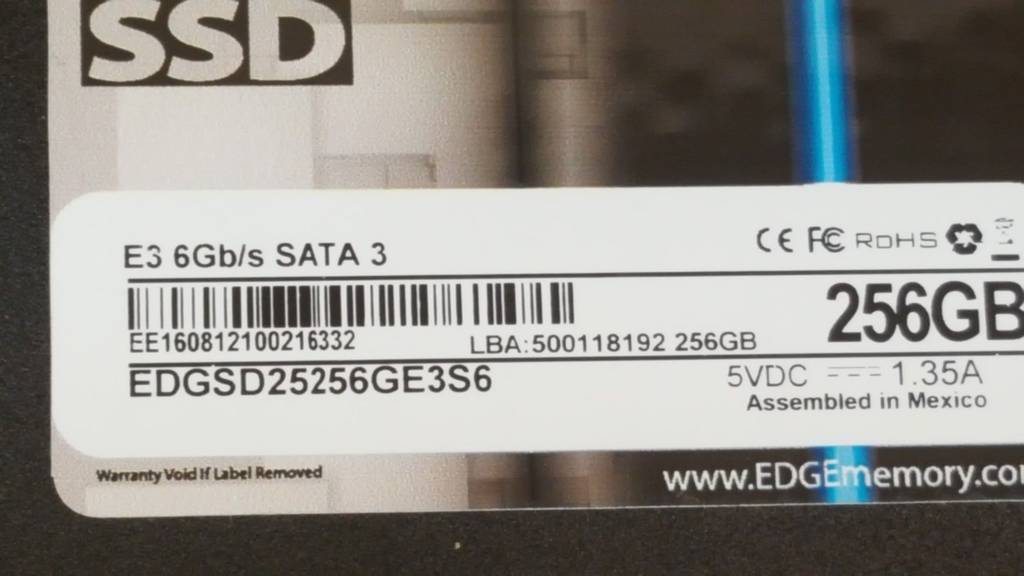 SSD
E3 6Gb/s SATA 3
CE FC RoHS
EE160812100216332
LBA:500118192 256GB
256GB
EDGSD25256GE3S6
5VDC 1.35A
Assembled in Mexico
Warranty Void If Label Removed
www.EDGEmemory.co